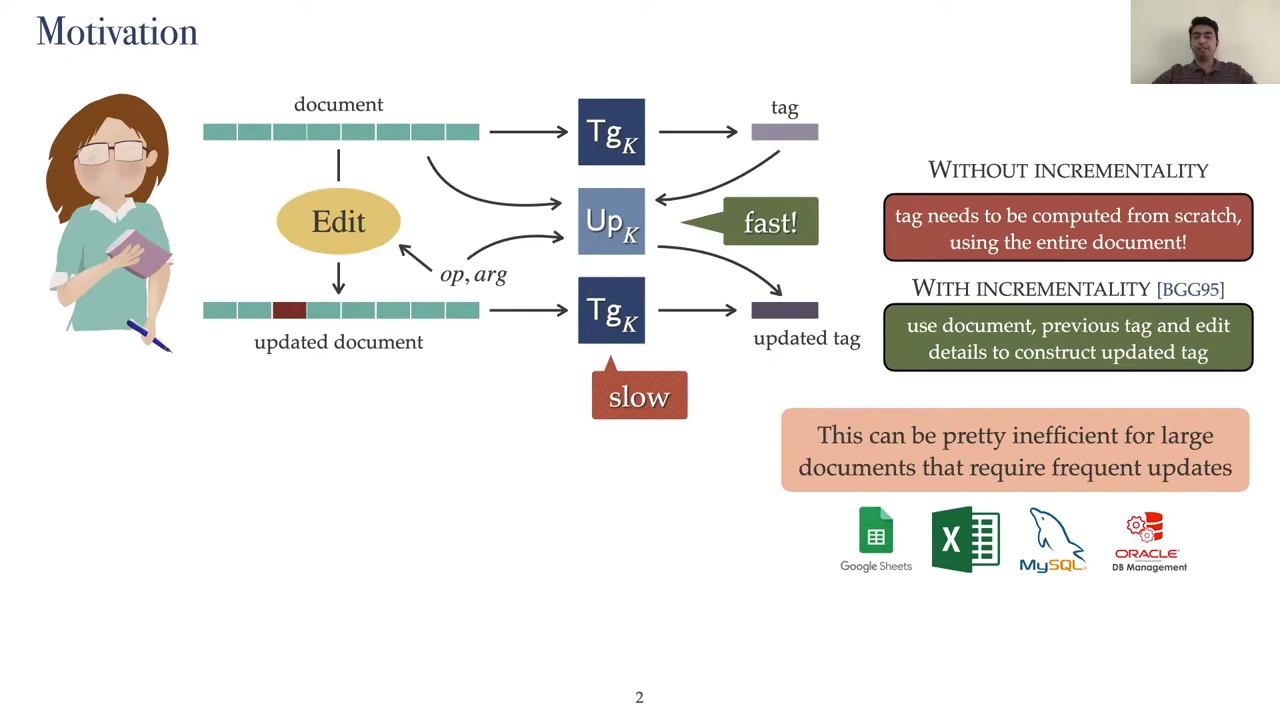 Motivation
document
Tg_K
tag
WITHOUT INCREMENTALITY
tag needs to be computed from scratch,
using the entire document!
Edit
Up_K
fast!
op, arg
WITH INCREMENTALITY [BGG95]
use document, previous tag and edit
details to construct updated tag
Tg_K
updated document
updated tag
slow
This can be pretty inefficient for large
documents that require frequent updates
X
Google Sheets
MySQL
ORACLE
DB Management
2